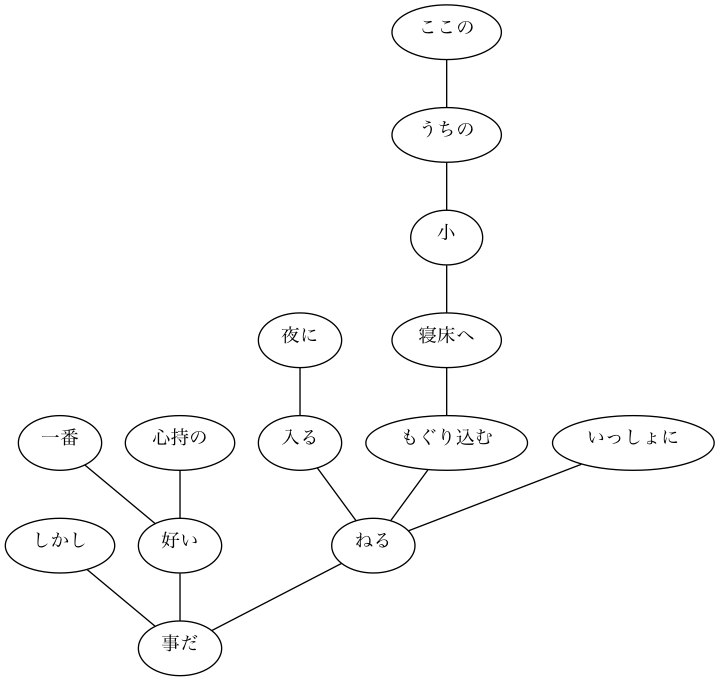 ここの
うちの
小
夜に
寝床へ
一番
心持の
入る
もぐり込む
いっしょに
しかし
好い
ねる
事だ